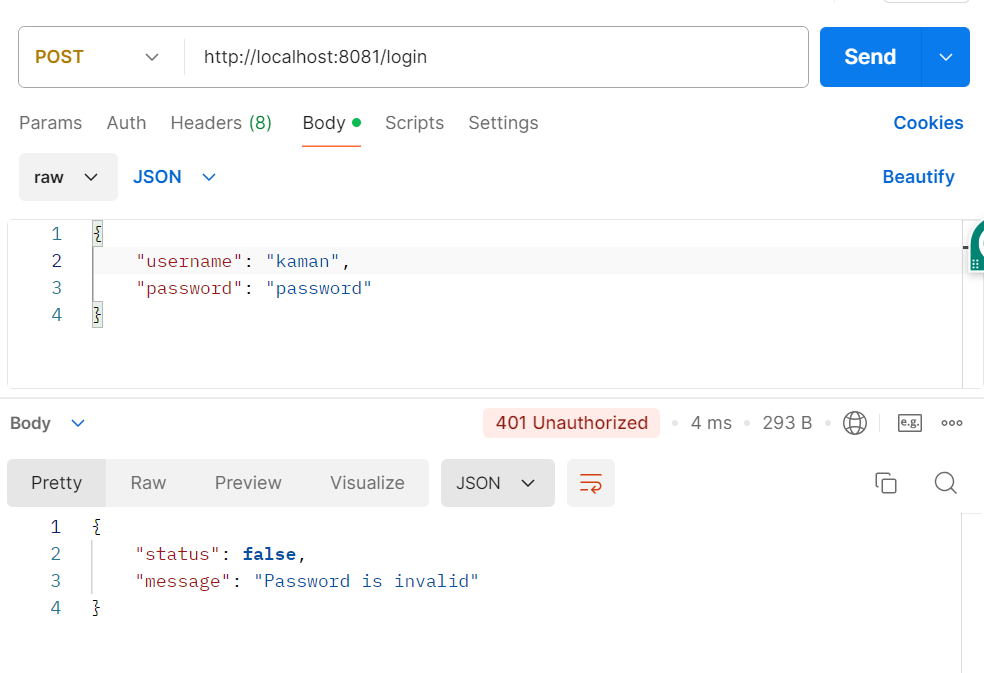 POST http://localhost:8081/login Send
Params Auth Headers (8) Body Scripts Settings Cookies
raw JSON Beautify
1 {
2 "username": "kaman",
3 "password": "password"
4 }
Body 401 Unauthorized 4 ms 293 B e.g.
Pretty Raw Preview Visualize JSON
1 {
2 "status": false,
3 "message": "Password is invalid"
4 }